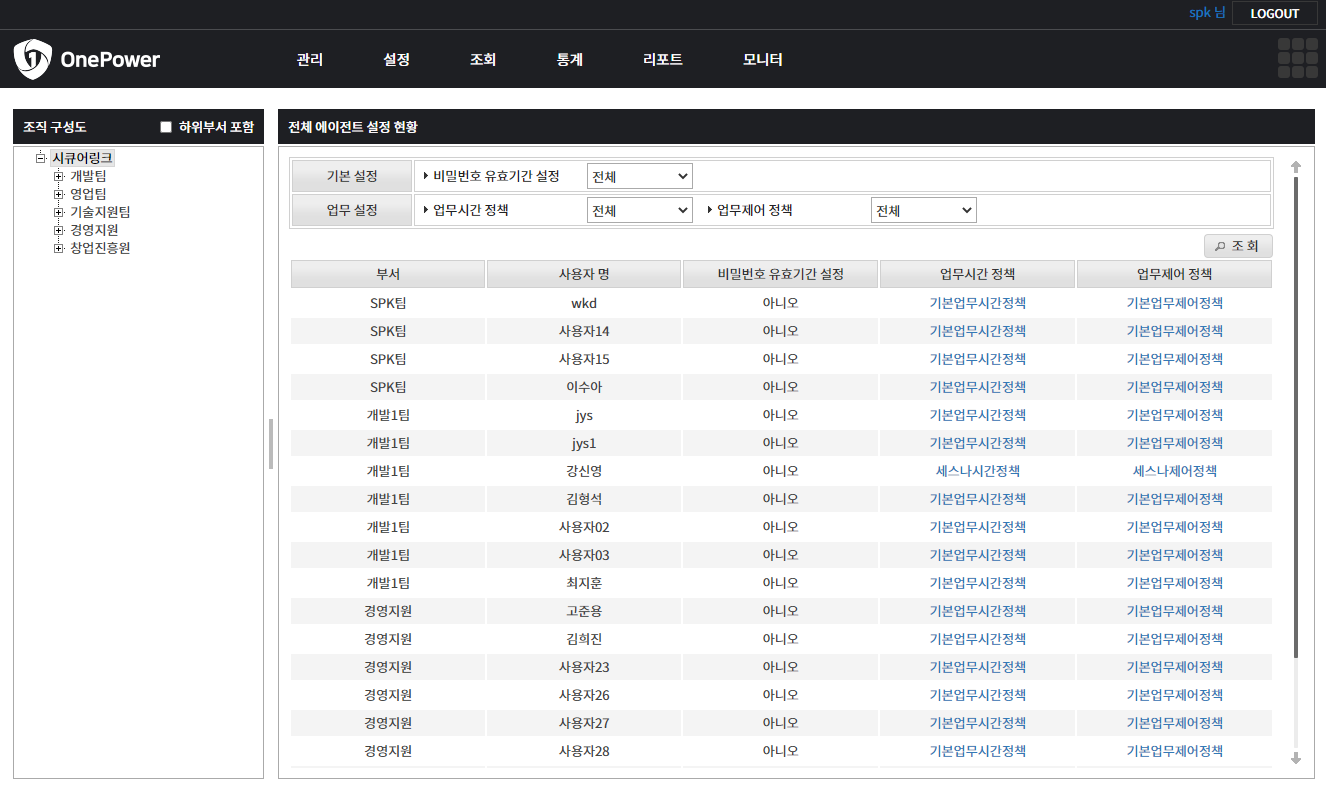 spk 님 LOGOUT
OnePower 관리 설정 조회 통계 리포트 모니터
조직 구성도 하위부서 포함
시큐어링크
개발팀
영업팀
기술지원팀
경영지원
창업진흥원
전체 에이전트 설정 현황
기본 설정 비밀번호 유효기간 설정 전체
업무 설정 업무시간 정책 전체 업무제어 정책 전체
조 회
부서 사용자 명 비밀번호 유효기간 설정 업무시간 정책 업무제어 정책
SPK팀 wkd 아니오 기본업무시간정책 기본업무제어정책
SPK팀 사용자14 아니오 기본업무시간정책 기본업무제어정책
SPK팀 사용자15 아니오 기본업무시간정책 기본업무제어정책
SPK팀 이수아 아니오 기본업무시간정책 기본업무제어정책
개발1팀 jys 아니오 기본업무시간정책 기본업무제어정책
개발1팀 jys1 아니오 기본업무시간정책 기본업무제어정책
개발1팀 강신영 아니오 세스나시간정책 세스나제어정책
개발1팀 김형석 아니오 기본업무시간정책 기본업무제어정책
개발1팀 사용자02 아니오 기본업무시간정책 기본업무제어정책
개발1팀 사용자03 아니오 기본업무시간정책 기본업무제어정책
개발1팀 최지훈 아니오 기본업무시간정책 기본업무제어정책
경영지원 고준용 아니오 기본업무시간정책 기본업무제어정책
경영지원 김희진 아니오 기본업무시간정책 기본업무제어정책
경영지원 사용자23 아니오 기본업무시간정책 기본업무제어정책
경영지원 사용자26 아니오 기본업무시간정책 기본업무제어정책
경영지원 사용자27 아니오 기본업무시간정책 기본업무제어정책
경영지원 사용자28 아니오 기본업무시간정책 기본업무제어정책